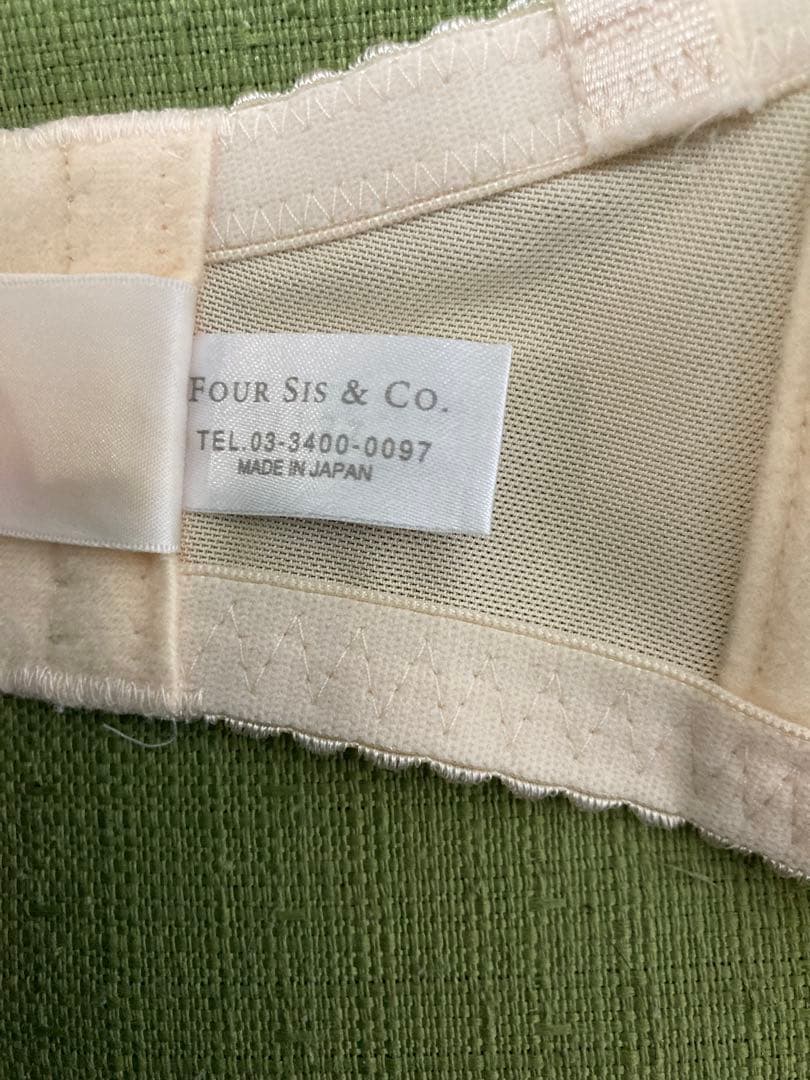 FOUR SIS & CO.
TEL.03-3400-0097
MADE IN JAPAN